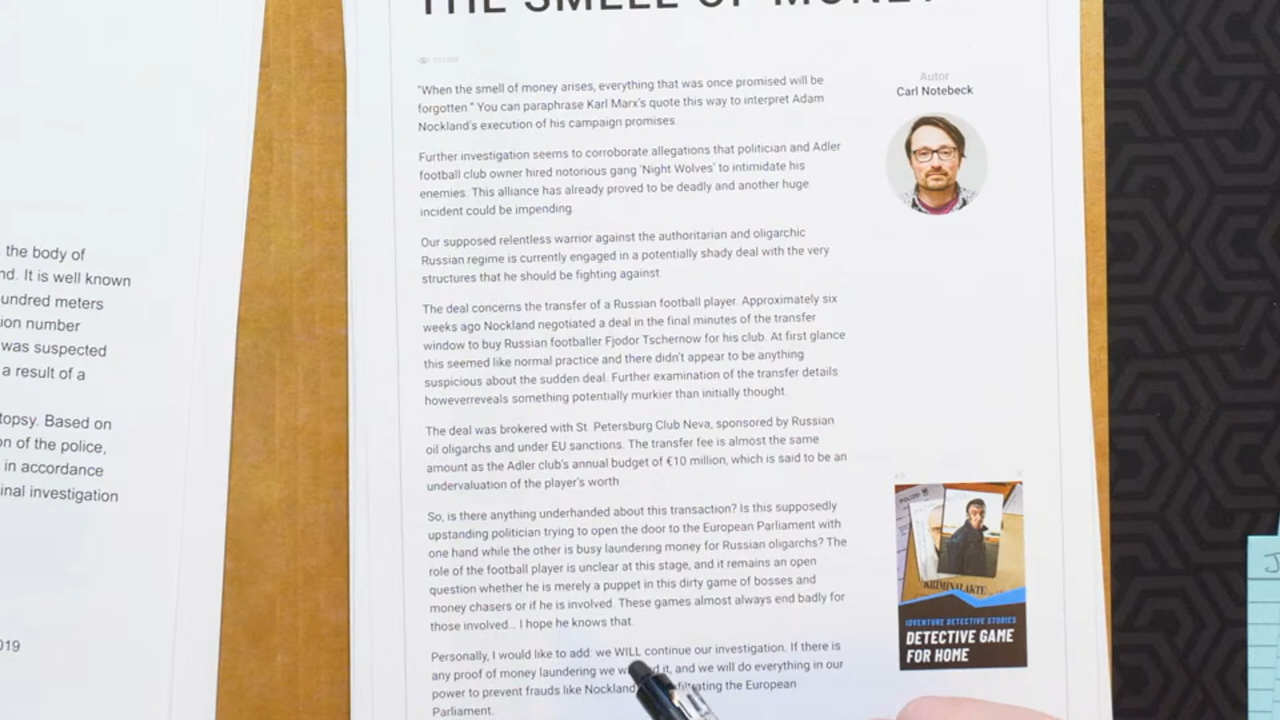 THE SMELL OF MONEY
"When the smell of money arises, everything that was once promised will be
forgotten." You can paraphrase Karl Marx's quote this way to interpret Adam
Nockland's execution of his campaign promises.
Further investigation seems to corroborate allegations that politician and Adler
football club owner hired notorious gang 'Night Wolves' to intimidate his
enemies. This alliance has already proved to be deadly and another huge
incident could be impending.
Our supposed relentless warrior against the authoritarian and oligarchic
Russian regime is currently engaged in a potentially shady deal with the very
structures that he should be fighting against.
The deal concerns the transfer of a Russian football player. Approximately six
weeks ago Nockland negotiated a deal in the final minutes of the transfer
window to buy Russian footballer Fjodor Tschernow for his club. At first glance
this seemed like normal practice and there didn't appear to be anything
suspicious about the sudden deal. Further examination of the transfer details
howeverreveals something potentially murkier than initially thought.
The deal was brokered with St. Petersburg Club Neva, sponsored by Russian
oil oligarchs and under EU sanctions. The transfer fee is almost the same
amount as the Adler club's annual budget of €10 million, which is said to be an
undervaluation of the player's worth
So, is there anything underhanded about this transaction? Is this supposedly
upstanding politician trying to open the door to the European Parliament with
one hand while the other is busy laundering money for Russian oligarchs? The
role of the football player is unclear at this stage, and it remains an open
question whether he is merely a puppet in this dirty game of bosses and
money chasers or if he is involved. These games almost always end badly for
those involved... I hope he knows that.
Personally, I would like to add: we WILL continue our investigation. If there is
any proof of money laundering we it, and we will do everything in our
power to prevent frauds like Nockland the European
Parliament.
Autor
Carl Notebeck
KRIMINALAKTE
ADVENTURE DETECTIVE STORIES
DETECTIVE GAME
FOR HOME
the body of
nd. It is well known
undred meters
ion number
was suspected
a result of a
topsy. Based on
on of the police,
in accordance
inal investigation
019
J